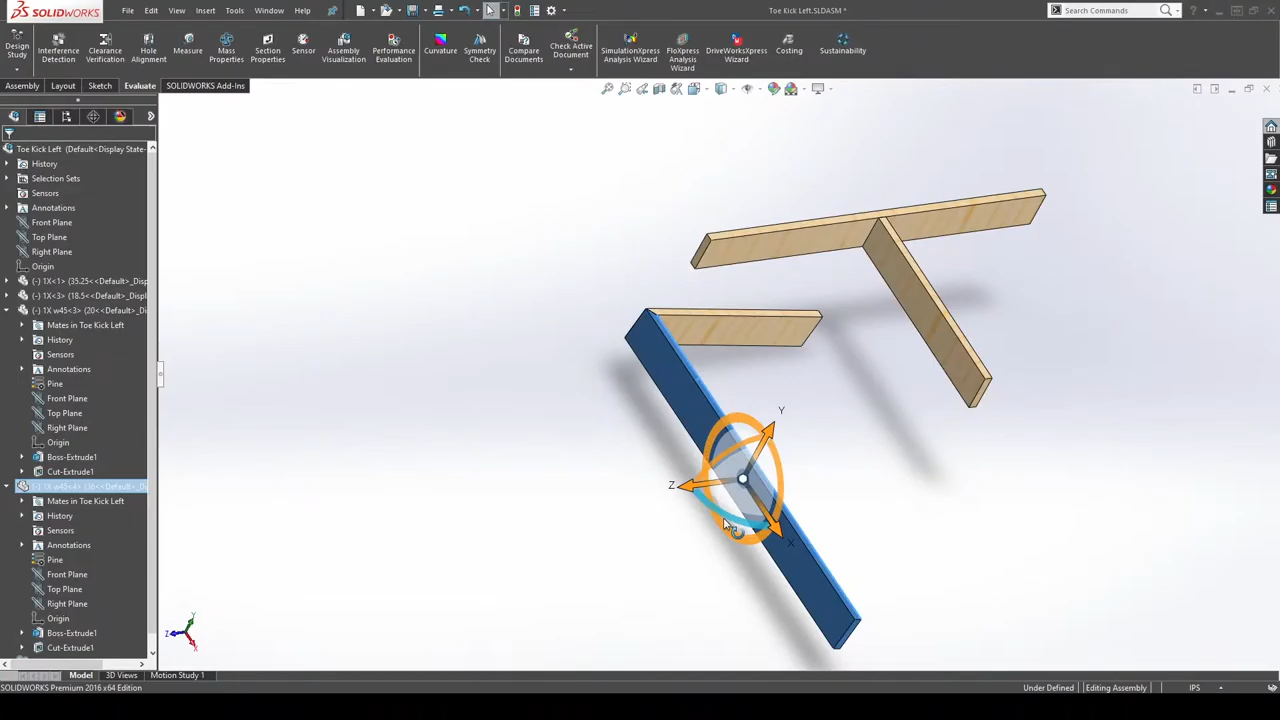 SOLIDWORKS File Edit View Insert Tools Window Help Toe Kick Left.SLDASM * Search Commands
Design Study Interference Detection Clearance Verification Hole Alignment Measure Mass Properties Section Properties Sensor Assembly Visualization Performance Evaluation Curvature Symmetry Check Compare Documents Check Active Document SimulationXpress Analysis Wizard FloXpress Analysis Wizard DriveWorksXpress Wizard Costing Sustainability
Assembly Layout Sketch Evaluate SOLIDWORKS Add-Ins
Toe Kick Left (Default<Display State-
History
Selection Sets
Sensors
Annotations
Front Plane
Top Plane
Right Plane
Origin
(-) 1X<1> (35.25<<Default>_Disp
(-) 1X<3> (18.5<<Default>_Displ
(-) 1X w45<3> (20<<Default>_Di
Mates in Toe Kick Left
History
Sensors
Annotations
Pine
Front Plane
Top Plane
Right Plane
Origin
Boss-Extrude1
Cut-Extrude1
(-) 1X w45<4> (36<<Default>_Di
Mates in Toe Kick Left
History
Sensors
Annotations
Pine
Front Plane
Top Plane
Right Plane
Origin
Boss-Extrude1
Cut-Extrude1
Y
Z
X
Y
Z
X
Model 3D Views Motion Study 1
SOLIDWORKS Premium 2016 x64 Edition Under Defined Editing Assembly IPS